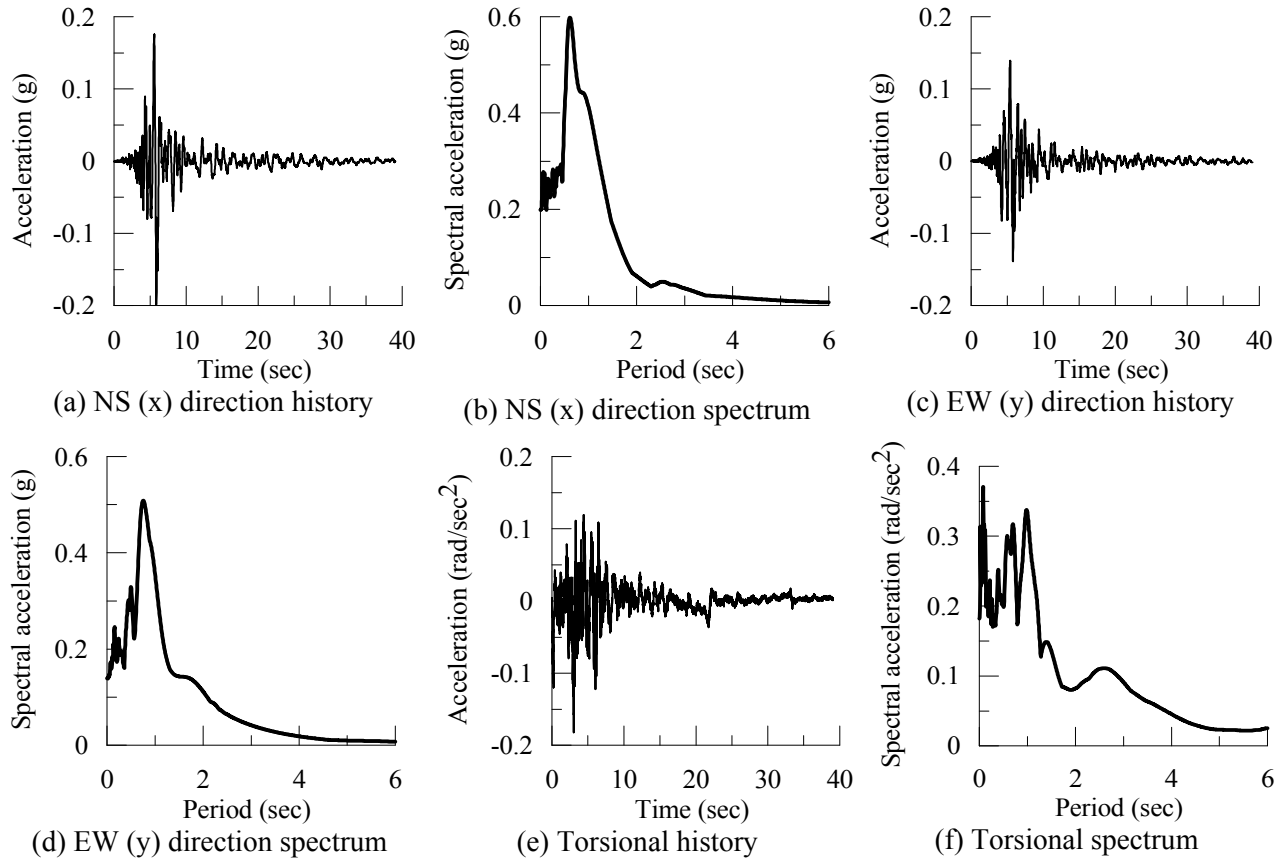 0.2
0.1
0
-0.1
-0.2
Acceleration (g)
0 10 20 30 40
Time (sec)
(a) NS (x) direction history
0.6
0.4
0.2
0
Spectral acceleration (g)
0 2 4 6
Period (sec)
(b) NS (x) direction spectrum
0.2
0.1
0
-0.1
-0.2
Acceleration (g)
0 10 20 30 40
Time (sec)
(c) EW (y) direction history
0.6
0.4
0.2
0
Spectral acceleration (g)
0 2 4 6
Period (sec)
(d) EW (y) direction spectrum
0.2
0.1
0
-0.1
-0.2
Acceleration (rad/sec²)
0 10 20 30 40
Time (sec)
(e) Torsional history
0.4
0.3
0.2
0.1
0
Spectral acceleration (rad/sec²)
0 2 4 6
Period (sec)
(f) Torsional spectrum